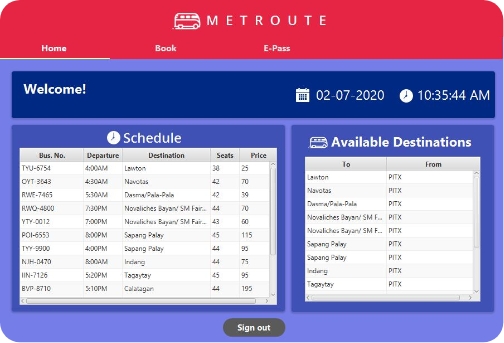 METROUTE
Home Book E-Pass
Welcome!
02-07-2020 10:35:44 AM
Schedule
Bus. No. Departure Destination Seats Price
TYU-6754 4:00AM Lawton 38 25
OYT-3643 4:30AM Navotas 42 70
RWE-7465 5:30AM Dasma/Pala-Pala 42 39
RWQ-4800 7:30PM Novaliches Bayan/ SM Fair... 44 70
YTY-0012 7:00PM Novaliches Bayan/ SM Fair... 43 60
POI-6553 8:00PM Sapang Palay 45 115
TYY-9900 4:00PM Sapang Palay 44 95
NJH-0470 8:00AM Indang 44 75
IIN-7126 5:20PM Tagaytay 45 95
BVP-8710 5:10PM Calatagan 44 195
Available Destinations
To From
Lawton PITX
Navotas PITX
Dasma/Pala-Pala PITX
Novaliches Bayan/ SM F... PITX
Novaliches Bayan/ SM F... PITX
Sapang Palay PITX
Sapang Palay PITX
Indang PITX
Tagaytay PITX
Sign out